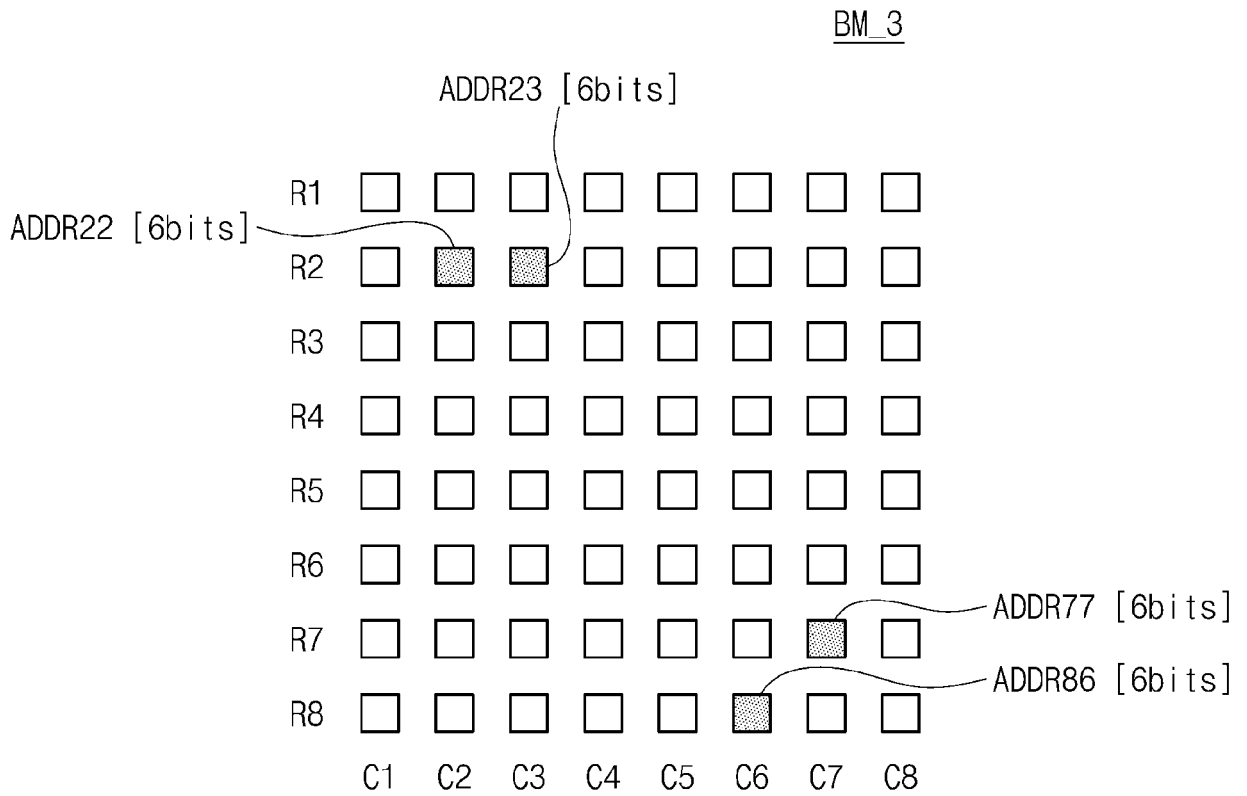 BM_3
ADDR23 [6bits]
R1
ADDR22 [6bits]
R2
R3
R4
R5
R6
R7
ADDR77 [6bits]
ADDR86 [6bits]
R8
C1 C2 C3 C4 C5 C6 C7 C8